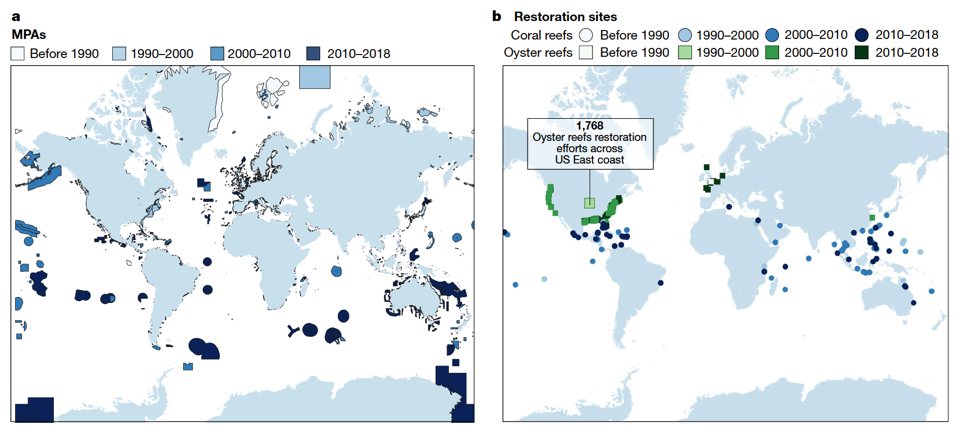 a
MPAs
Before 1990 1990–2000 2000–2010 2010–2018
b Restoration sites
Coral reefs Before 1990 1990–2000 2000–2010 2010–2018
Oyster reefs Before 1990 1990–2000 2000–2010 2010–2018
1,768
Oyster reefs restoration
efforts across
US East coast